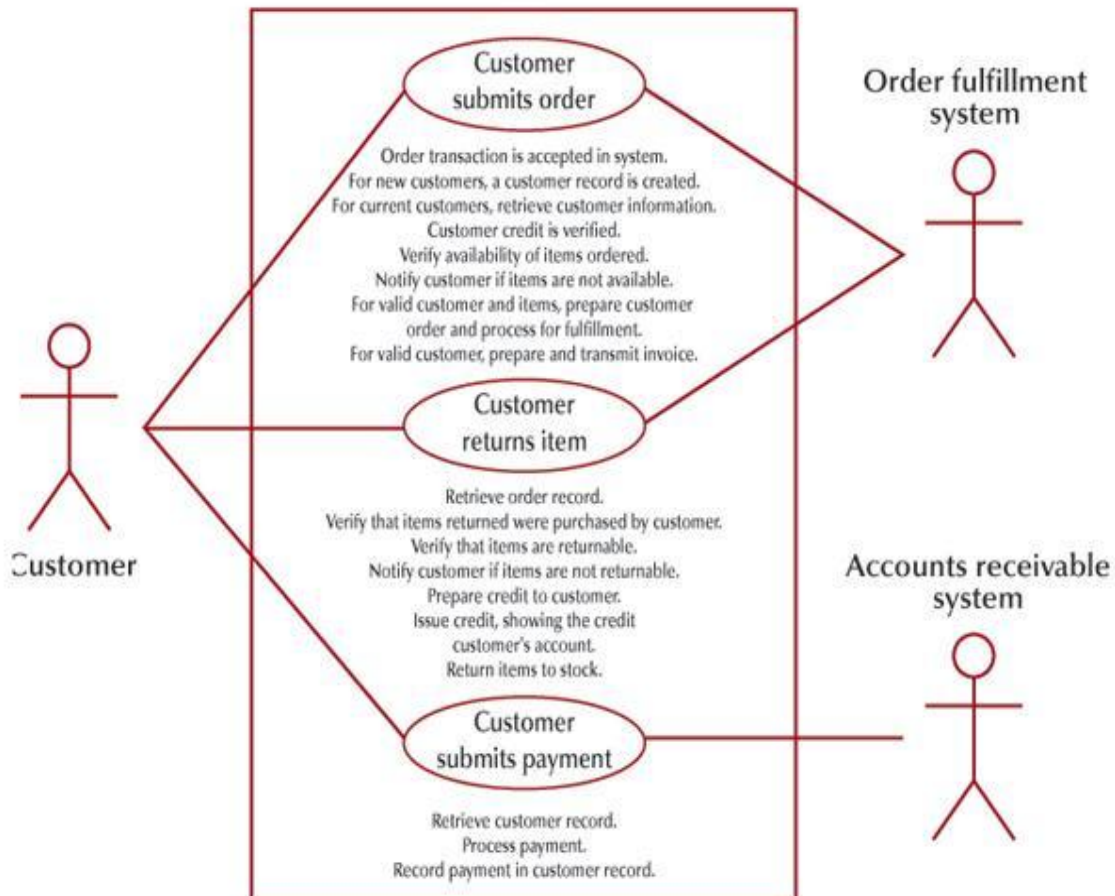 Customer
submits order
Order fulfillment
system
Order transaction is accepted in system.
For new customers, a customer record is created.
For current customers, retrieve customer information.
Customer credit is verified.
Verify availability of items ordered.
Notify customer if items are not available.
For valid customer and items, prepare customer
order and process for fulfillment.
For valid customer, prepare and transmit invoice.
Customer
returns item
Customer
Retrieve order record.
Verify that items returned were purchased by customer.
Verify that items are returnable.
Notify customer if items are not returnable.
Prepare credit to customer.
Issue credit, showing the credit
customer's account.
Return items to stock.
Accounts receivable
system
Customer
submits payment
Retrieve customer record.
Process payment.
Record payment in customer record.